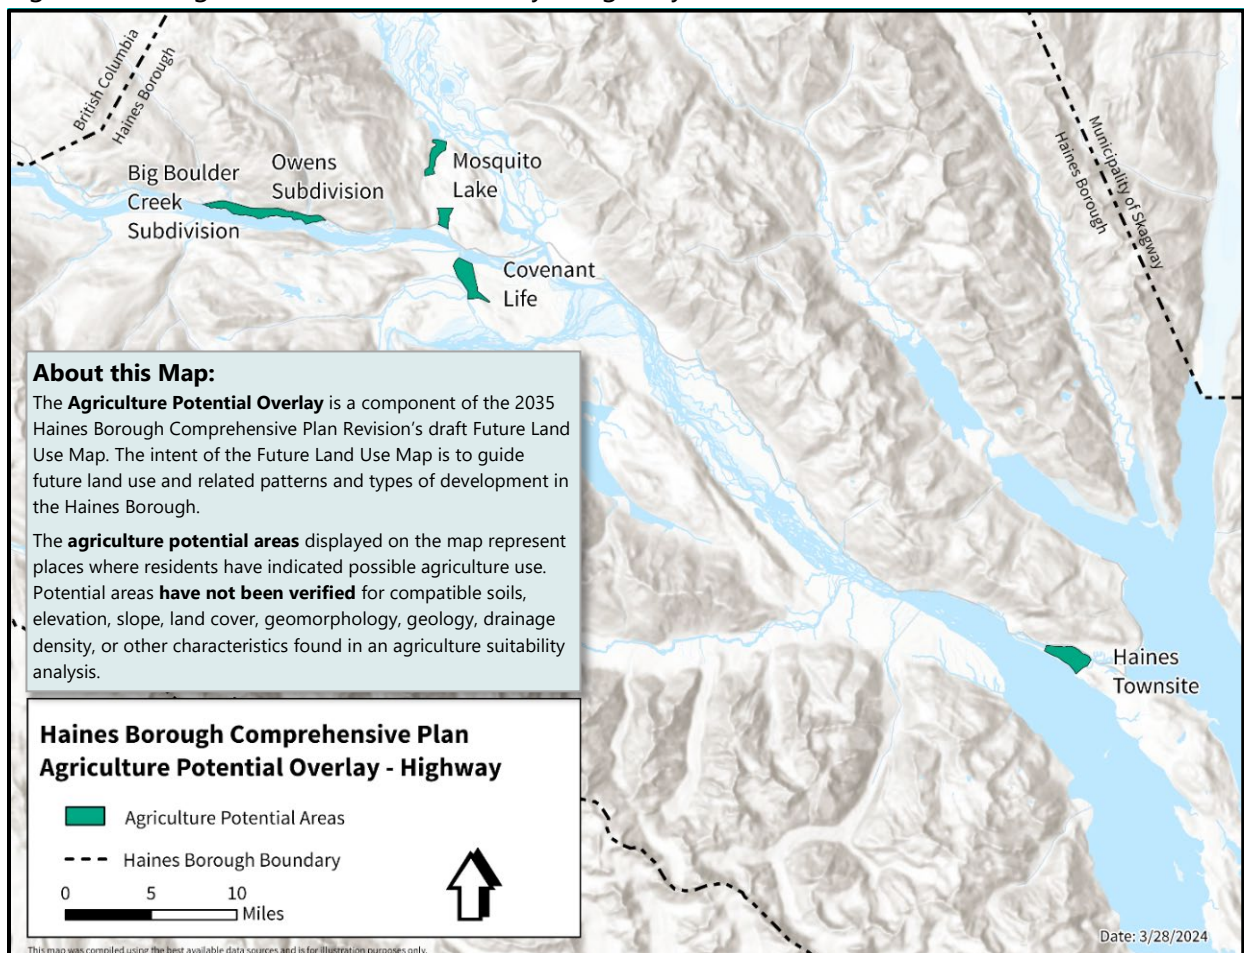 British Columbia
Haines Borough
Municipality of Skagway
Haines Borough
Big Boulder
Creek
Subdivision
Owens
Subdivision
Mosquito
Lake
Covenant
Life
About this Map:
The Agriculture Potential Overlay is a component of the 2035
Haines Borough Comprehensive Plan Revision’s draft Future Land
Use Map. The intent of the Future Land Use Map is to guide
future land use and related patterns and types of development in
the Haines Borough.
The agriculture potential areas displayed on the map represent
places where residents have indicated possible agriculture use.
Potential areas have not been verified for compatible soils,
elevation, slope, land cover, geomorphology, geology, drainage
density, or other characteristics found in an agriculture suitability
analysis.
Haines
Townsite
Haines Borough Comprehensive Plan
Agriculture Potential Overlay - Highway
Agriculture Potential Areas
Haines Borough Boundary
0 5 10
Miles
This map was compiled using the best available data sources and is for illustration purposes only.
Date: 3/28/2024